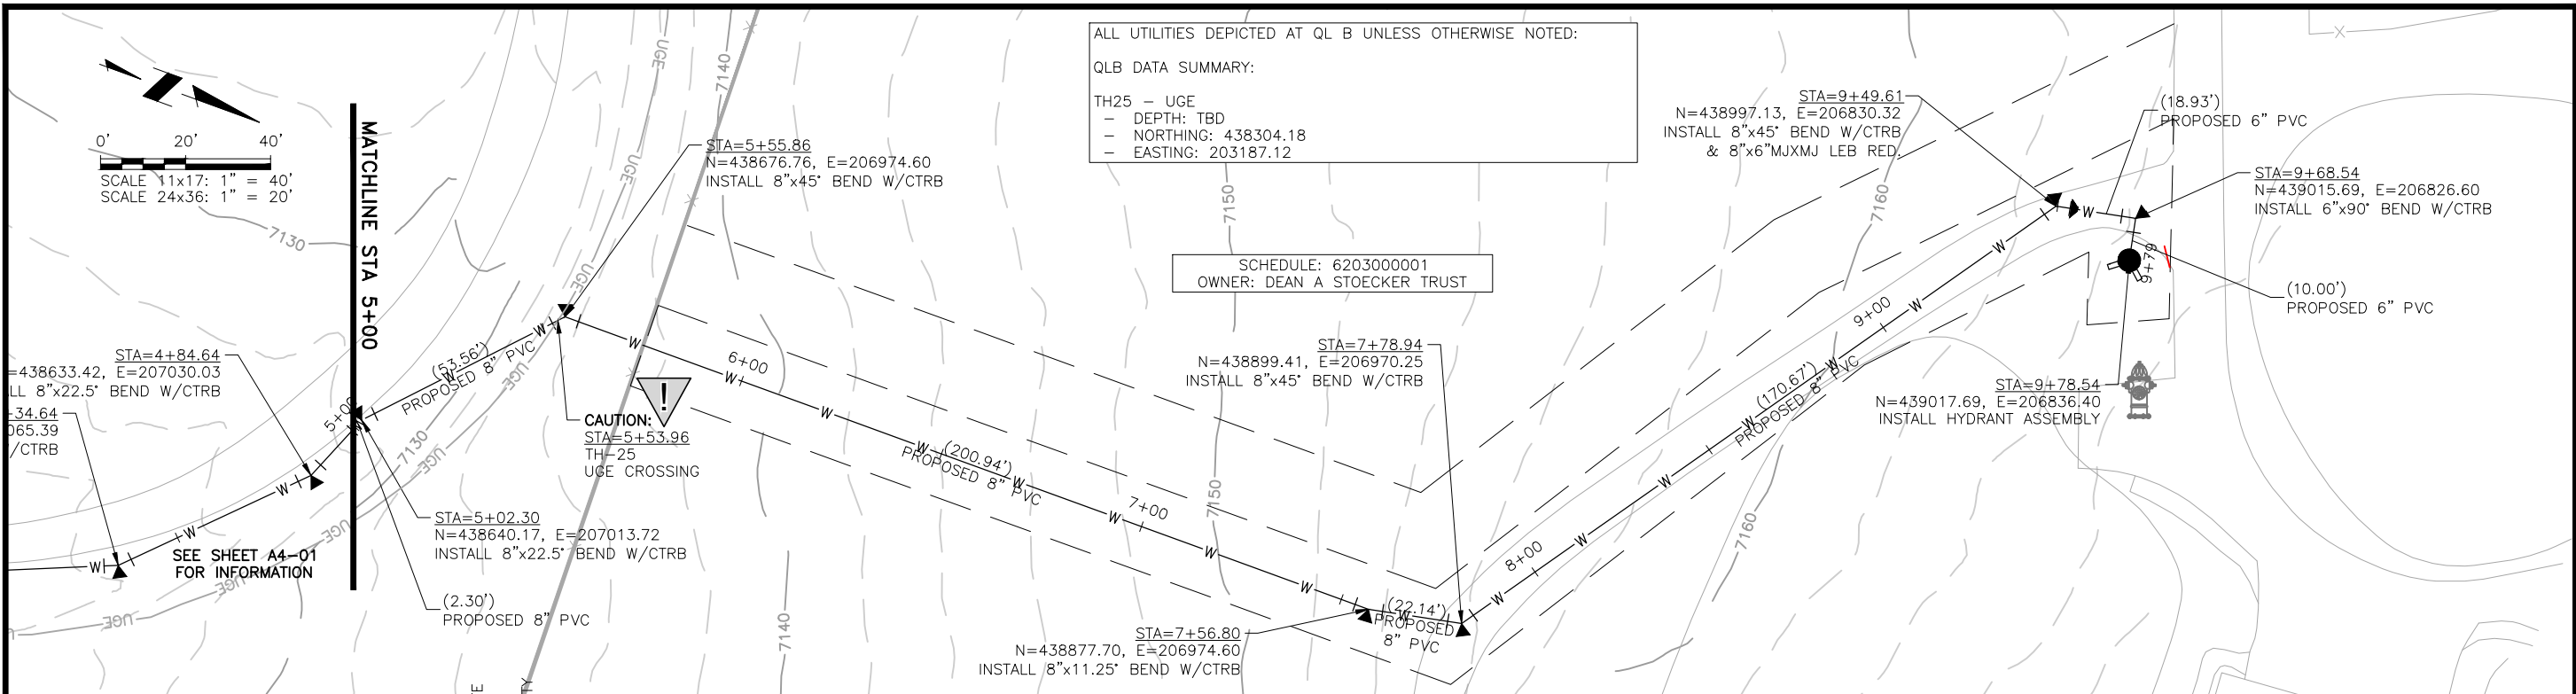 ALL UTILITIES DEPICTED AT QL B UNLESS OTHERWISE NOTED:
QLB DATA SUMMARY:
TH25 – UGE
– DEPTH: TBD
– NORTHING: 438304.18
– EASTING: 203187.12
0' 20' 40'
SCALE 11x17: 1" = 40'
SCALE 24x36: 1" = 20'
MATCHLINE STA 5+00
7130
7140
UGE
UGE
UGE
STA=5+55.86
N=438676.76, E=206974.60
INSTALL 8"x45° BEND W/CTRB
STA=9+49.61
N=438997.13, E=206830.32
INSTALL 8"x45° BEND W/CTRB
& 8"x6"MJXMJ LEB RED.
(18.93')
PROPOSED 6" PVC
STA=9+68.54
N=439015.69, E=206826.60
INSTALL 6"x90° BEND W/CTRB
7150
7160
SCHEDULE: 6203000001
OWNER: DEAN A STOECKER TRUST
(10.00')
PROPOSED 6" PVC
9+79
STA=4+84.64
=438633.42, E=207030.03
LL 8"x22.5° BEND W/CTRB
-34.64
065.39
/CTRB
5+00
(53.56')
PROPOSED 8" PVC
7130
UGE
UGE
UGE
UGE
UGE
6+00
!
CAUTION:
STA=5+53.96
TH-25
UGE CROSSING
STA=7+78.94
N=438899.41, E=206970.25
INSTALL 8"x45° BEND W/CTRB
9+00
(170.67')
PROPOSED 8" PVC
STA=9+78.54
N=439017.69, E=206836.40
INSTALL HYDRANT ASSEMBLY
(200.94')
PROPOSED 8" PVC
7+00
7150
8+00
7160
STA=5+02.30
N=438640.17, E=207013.72
INSTALL 8"x22.5° BEND W/CTRB
SEE SHEET A4-01
FOR INFORMATION
(2.30')
PROPOSED 8" PVC
7140
(22.14')
PROPOSED
8" PVC
STA=7+56.80
N=438877.70, E=206974.60
INSTALL 8"x11.25° BEND W/CTRB
W W W W W W W W W W W W W W W W W W W W